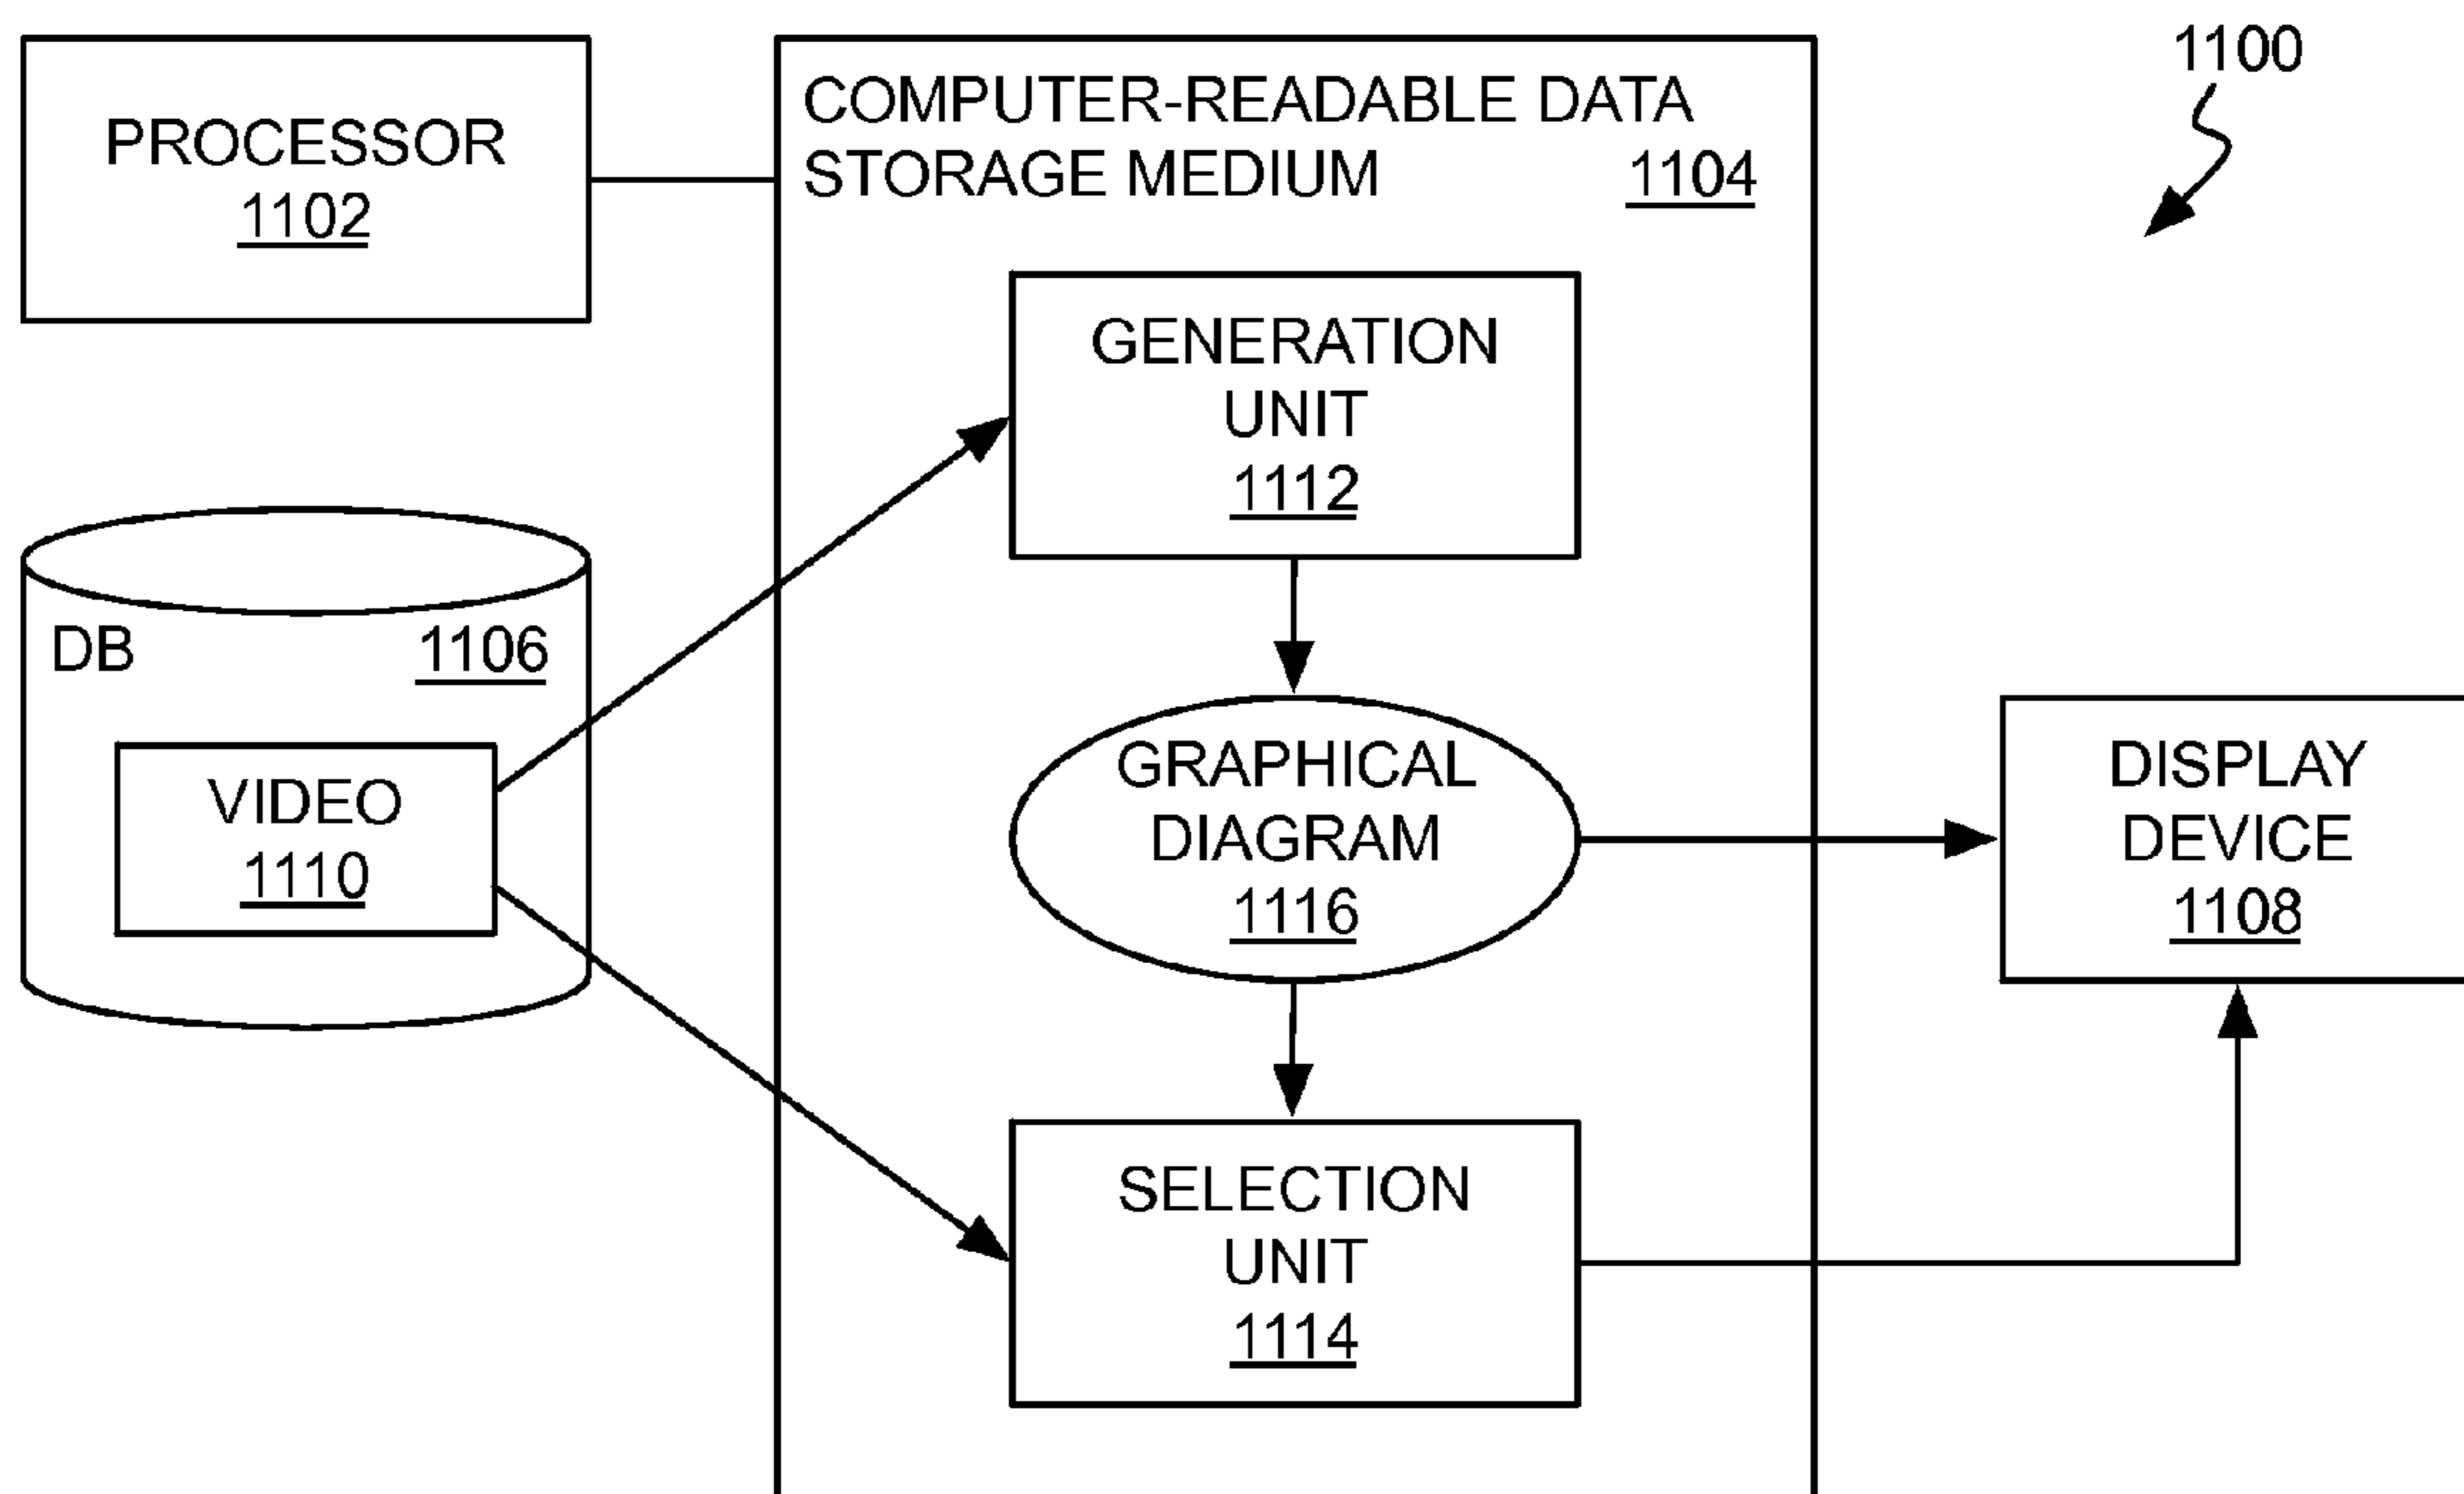 1100
PROCESSOR
1102
COMPUTER-READABLE DATA
STORAGE MEDIUM 1104
GENERATION
UNIT
1112
DB 1106
VIDEO
1110
GRAPHICAL
DIAGRAM
1116
DISPLAY
DEVICE
1108
SELECTION
UNIT
1114